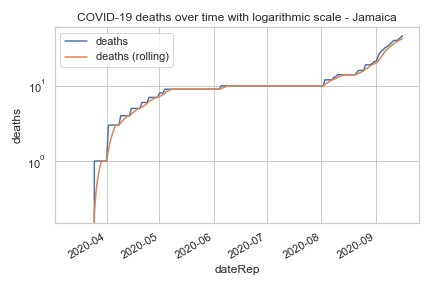 COVID-19 deaths over time with logarithmic scale - Jamaica
deaths
deaths (rolling)
10¹
10⁰
deaths
2020-04
2020-05
2020-06
2020-07
2020-08
2020-09
dateRep